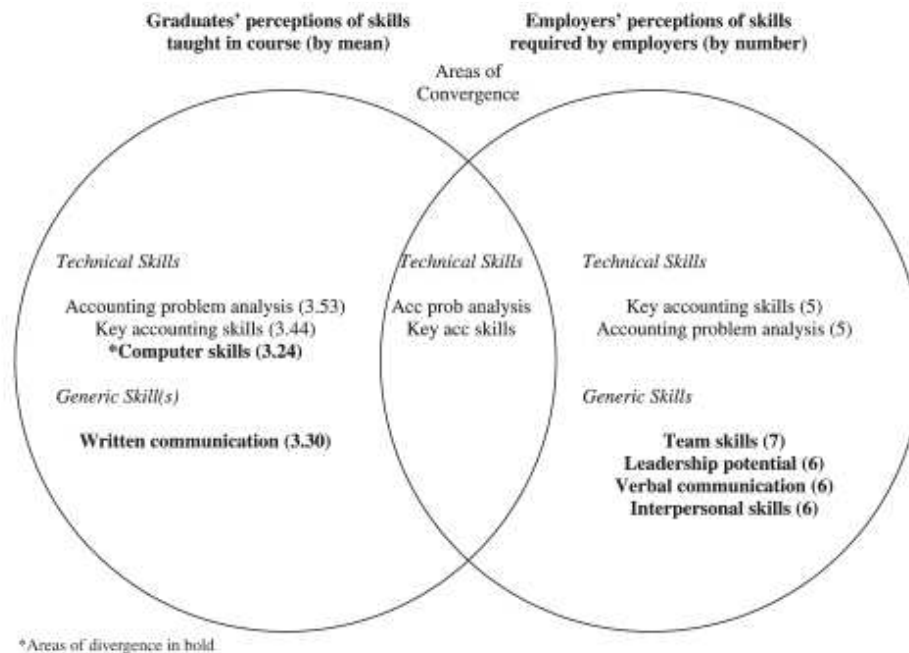 Graduates' perceptions of skills
taught in course (by mean)
Employers' perceptions of skills
required by employers (by number)
Areas of
Convergence
Technical Skills
Accounting problem analysis (3.53)
Key accounting skills (3.44)
*Computer skills (3.24)
Generic Skill(s)
Written communication (3.30)
Technical Skills
Acc prob analysis
Key acc skills
Technical Skills
Key accounting skills (5)
Accounting problem analysis (5)
Generic Skills
Team skills (7)
Leadership potential (6)
Verbal communication (6)
Interpersonal skills (6)
*Areas of divergence in bold